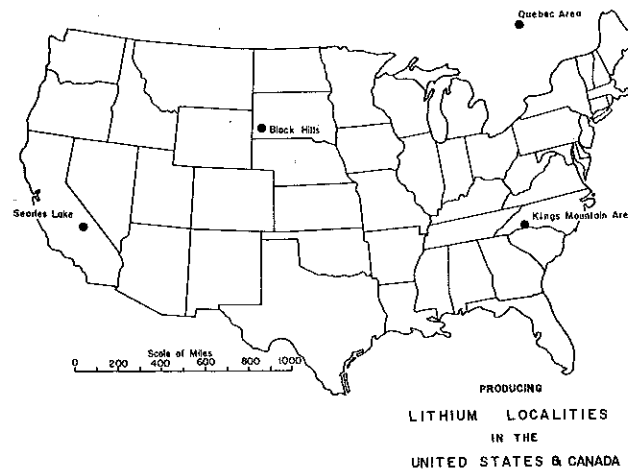 Quebec Area
Black Hills
Searles Lake
Kings Mountain Area
Scale of Miles
0 200 400 600 800 1000
PRODUCING
LITHIUM LOCALITIES
IN THE
UNITED STATES & CANADA